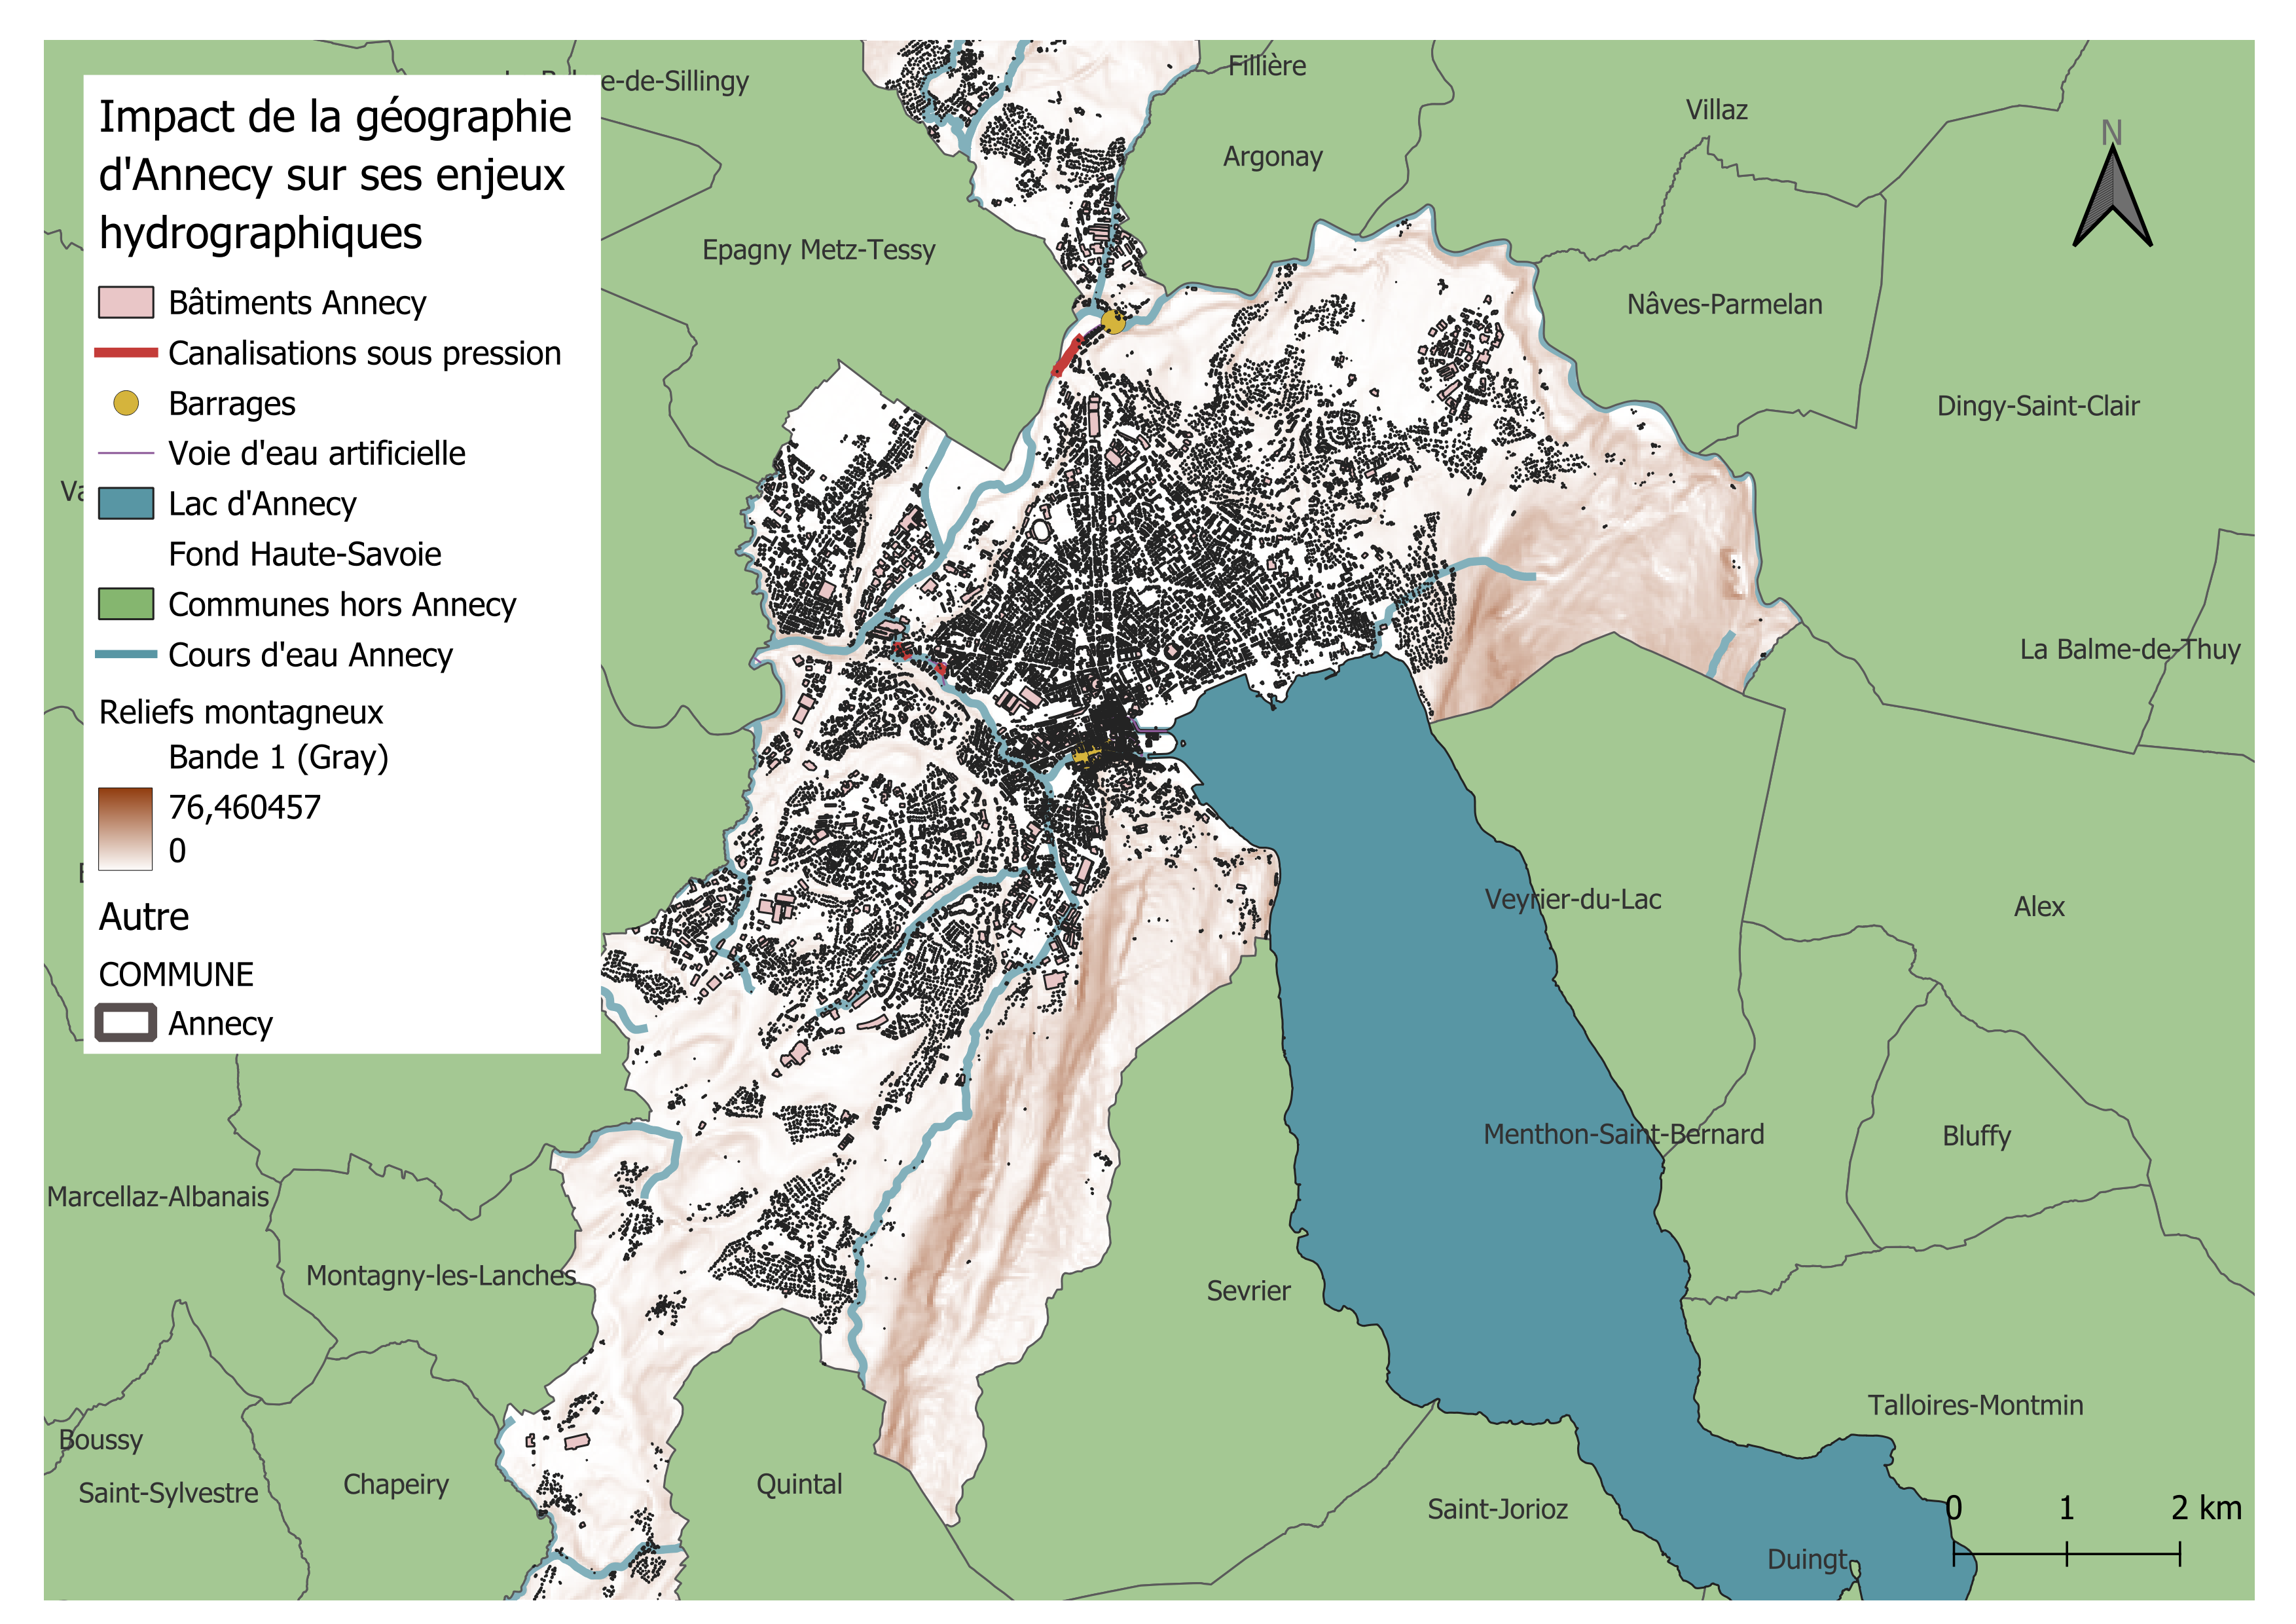 Impact de la géographie
d'Annecy sur ses enjeux
hydrographiques
Bâtiments Annecy
Canalisations sous pression
Barrages
Voie d'eau artificielle
Lac d'Annecy
Fond Haute-Savoie
Communes hors Annecy
Cours d'eau Annecy
Reliefs montagneux
Bande 1 (Gray)
76,460457
0
Autre
COMMUNE
Annecy
e-de-Sillingy
Fillière
Villaz
N
Argonay
Epagny Metz-Tessy
Nâves-Parmelan
Dingy-Saint-Clair
La Balme-de-Thuy
Veyrier-du-Lac
Alex
Menthon-Saint-Bernard
Bluffy
Marcellaz-Albanais
Montagny-les-Lanches
Sevrier
Talloires-Montmin
Boussy
Saint-Sylvestre
Chapeiry
Quintal
Saint-Jorioz
Duingt
0 1 2 km